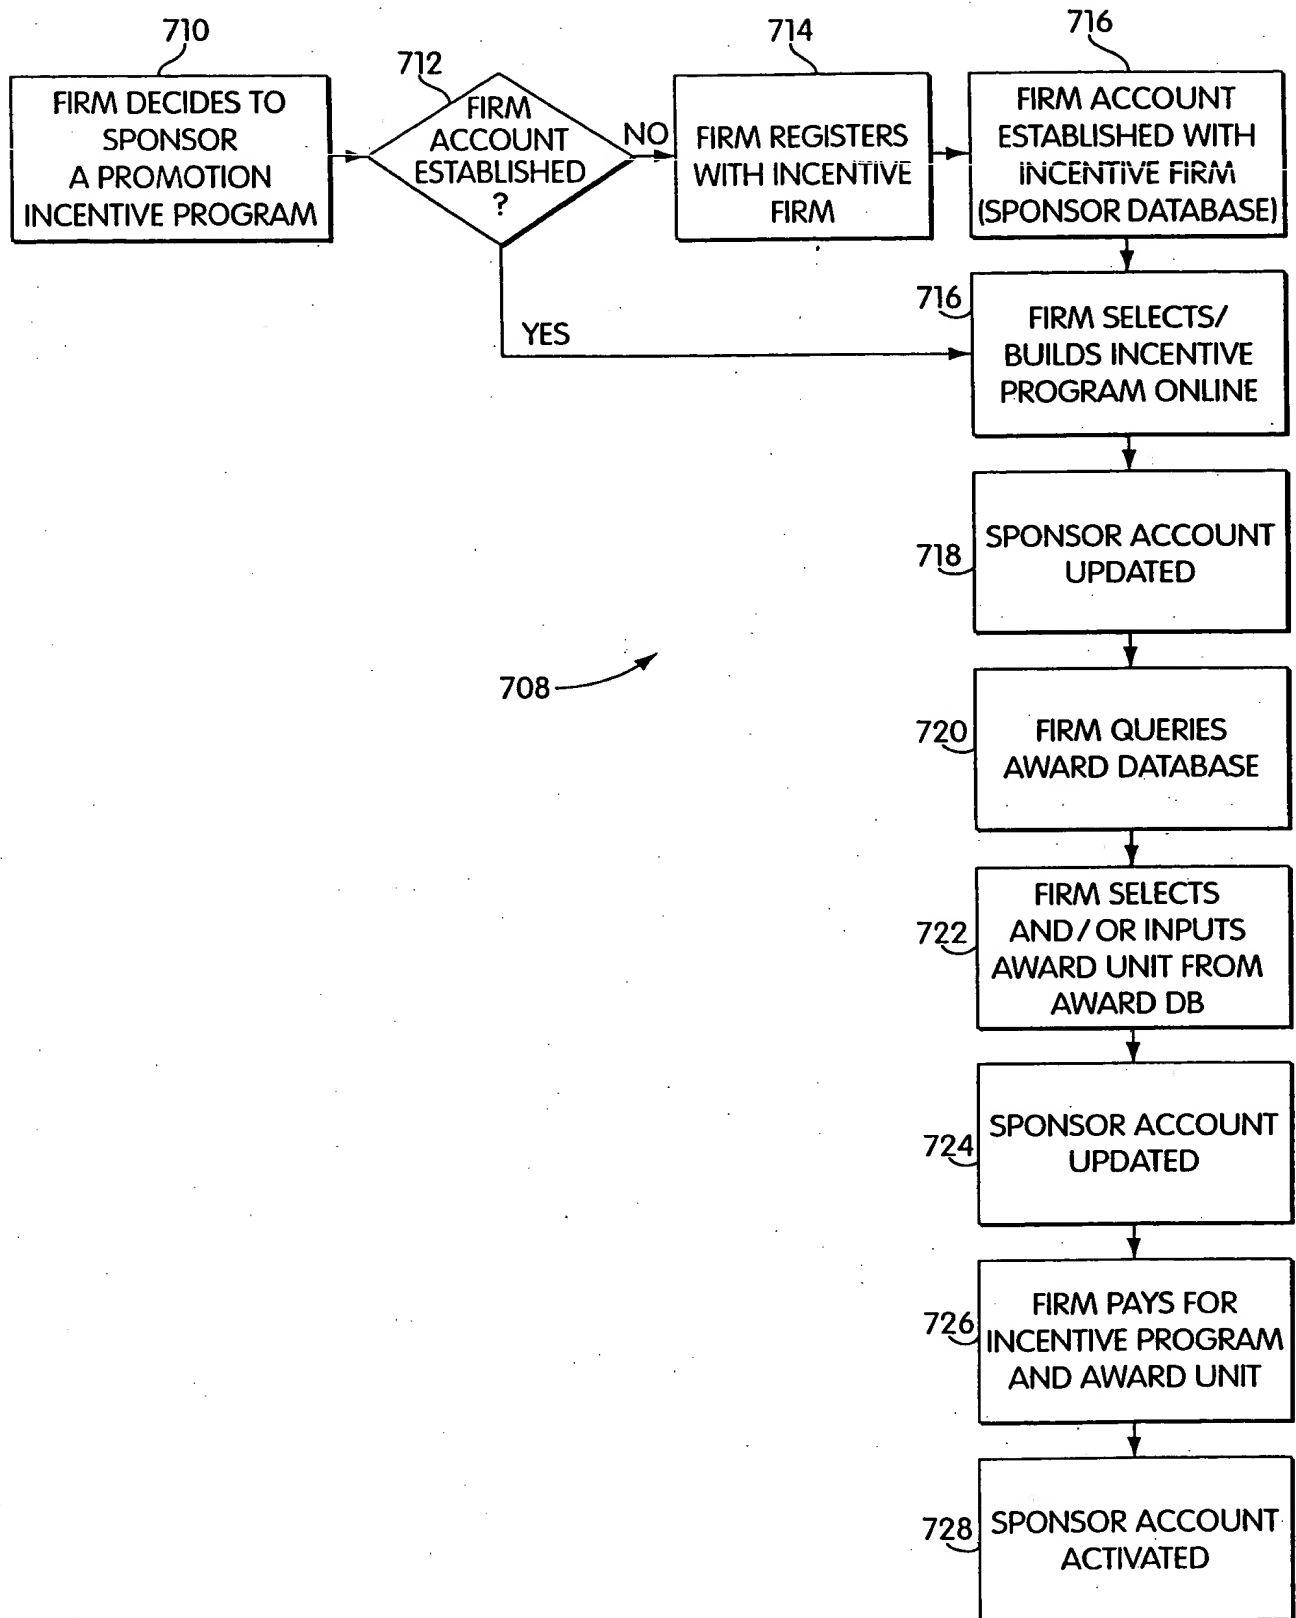 710
FIRM DECIDES TO
SPONSOR
A PROMOTION
INCENTIVE PROGRAM
712
FIRM
ACCOUNT
ESTABLISHED
?
NO
YES
714
FIRM REGISTERS
WITH INCENTIVE
FIRM
716
FIRM ACCOUNT
ESTABLISHED WITH
INCENTIVE FIRM
(SPONSOR DATABASE)
716
FIRM SELECTS/
BUILDS INCENTIVE
PROGRAM ONLINE
718
SPONSOR ACCOUNT
UPDATED
708
720
FIRM QUERIES
AWARD DATABASE
722
FIRM SELECTS
AND/OR INPUTS
AWARD UNIT FROM
AWARD DB
724
SPONSOR ACCOUNT
UPDATED
726
FIRM PAYS FOR
INCENTIVE PROGRAM
AND AWARD UNIT
728
SPONSOR ACCOUNT
ACTIVATED